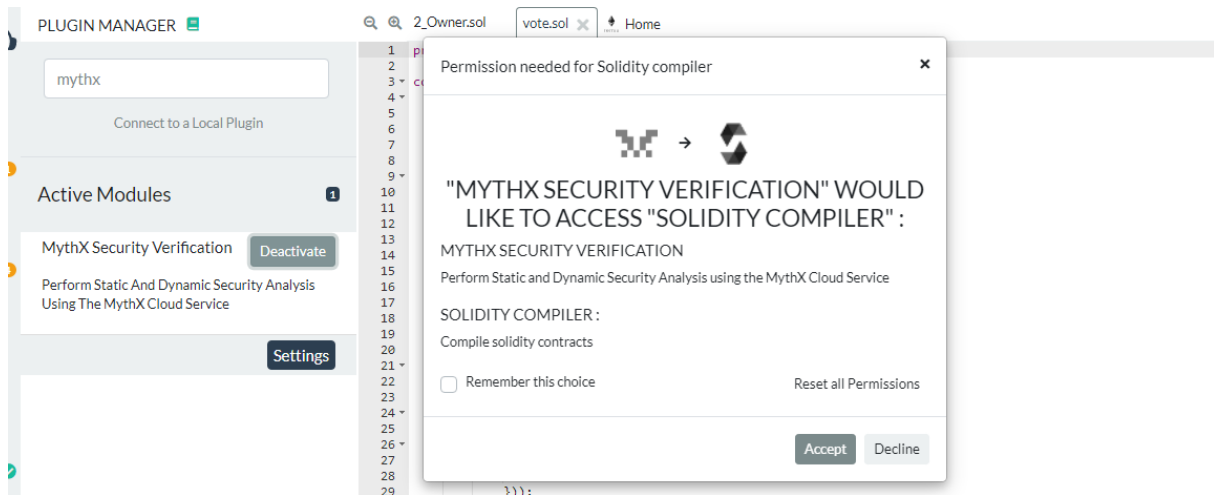 PLUGIN MANAGER
mythx
Connect to a Local Plugin
Active Modules
1
MythX Security Verification
Deactivate
Perform Static And Dynamic Security Analysis
Using The MythX Cloud Service
Settings
2_Owner.sol
vote.sol
Home
1
2
3
4
5
6
7
8
9
10
11
12
13
14
15
16
17
18
19
20
21
22
23
24
25
26
27
28
29
}));
Permission needed for Solidity compiler
×
"MYTHX SECURITY VERIFICATION" WOULD
LIKE TO ACCESS "SOLIDITY COMPILER" :
MYTHX SECURITY VERIFICATION
Perform Static and Dynamic Security Analysis using the MythX Cloud Service
SOLIDITY COMPILER :
Compile solidity contracts
Remember this choice
Reset all Permissions
Accept
Decline